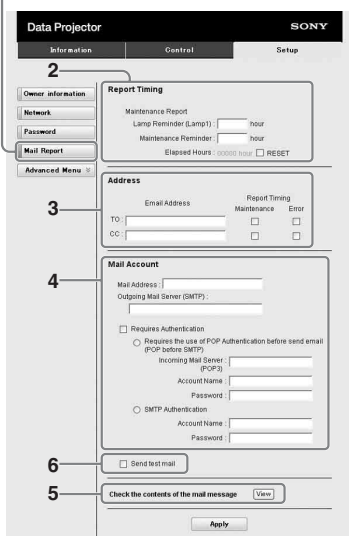 Data Projector
SONY
Information
Control
Setup
2
Owner information
Network
Password
Mail Report
Advanced Menu
Report Timing
Maintenance Report
Lamp Reminder (Lamp1) : hour
Maintenance Reminder : hour
Elapsed Hours : 00000 hour RESET
3
Address
Email Address
Report Timing
Maintenance Error
TO :
CC :
4
Mail Account
Mail Address :
Outgoing Mail Server (SMTP) :
Requires Authentication
Requires the use of POP Authentication before send email
(POP before SMTP)
Incoming Mail Server :
(POP3)
Account Name :
Password :
SMTP Authentication
Account Name :
Password :
6
Send test mail
5
Check the contents of the mail message View
Apply